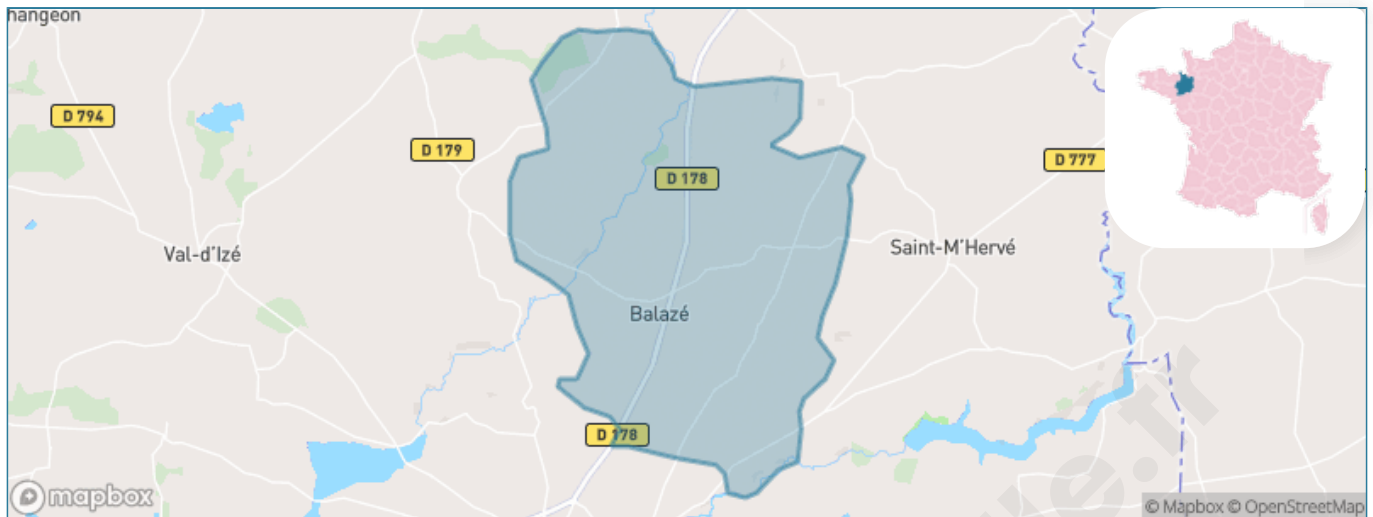 hangeon
D 794
D 179
D 777
D 178
Val-d'Izé
Saint-M'Hervé
Balazé
D 178
mapbox
© Mapbox © OpenStreetMap